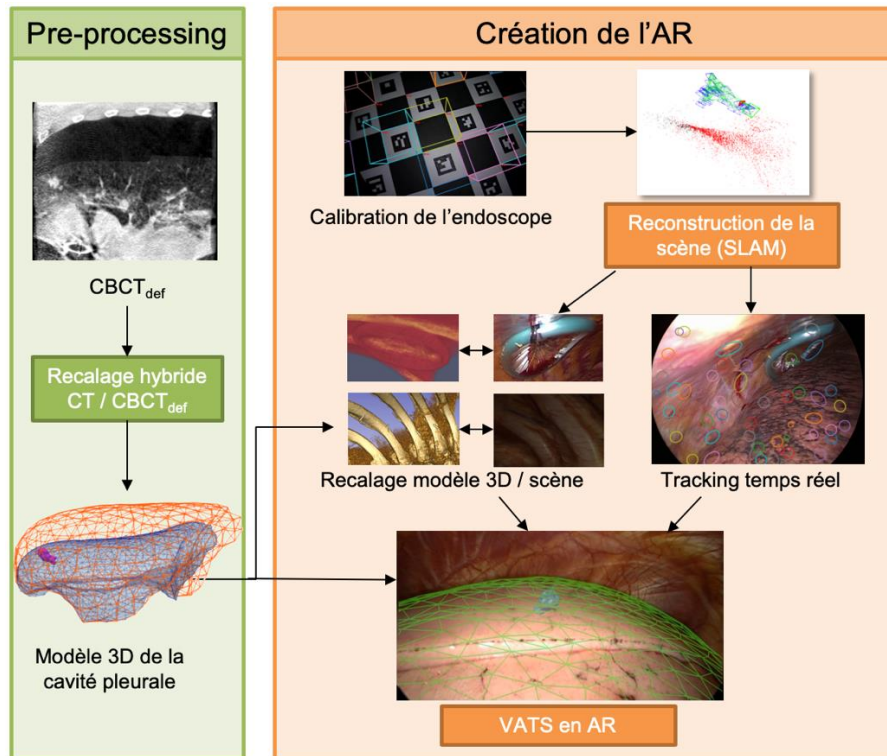 Pre-processing
CBCTdef
Recalage hybride
CT / CBCTdef
Modèle 3D de la
cavité pleurale
Création de l'AR
Calibration de l'endoscope
Reconstruction de la
scène (SLAM)
Recalage modèle 3D / scène
Tracking temps réel
VATS en AR